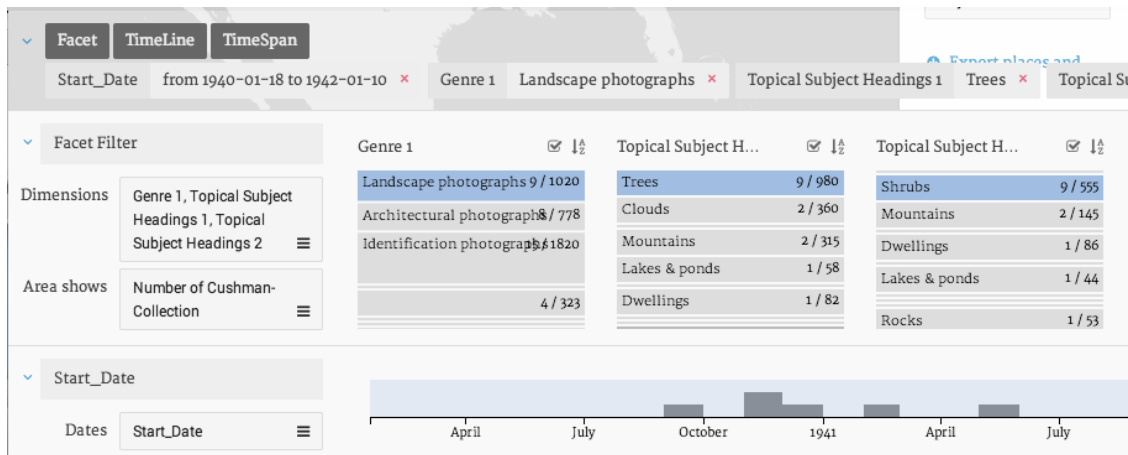 Facet TimeLine TimeSpan
Export places and
Start_Date from 1940-01-18 to 1942-01-10 × Genre 1 Landscape photographs × Topical Subject Headings 1 Trees × Topical Su
Facet Filter
Genre 1 Topical Subject H... Topical Subject H...
Dimensions
Genre 1, Topical Subject
Headings 1, Topical
Subject Headings 2
Area shows
Number of Cushman-
Collection
Landscape photographs 9 / 1020
Architectural photographs 8 / 778
Identification photographs / 1820
4 / 323
Trees 9 / 980
Clouds 2 / 360
Mountains 2 / 315
Lakes & ponds 1 / 58
Dwellings 1 / 82
Shrubs 9 / 555
Mountains 2 / 145
Dwellings 1 / 86
Lakes & ponds 1 / 44
Rocks 1 / 53
Start_Date
Dates Start_Date
April July October 1941 April July